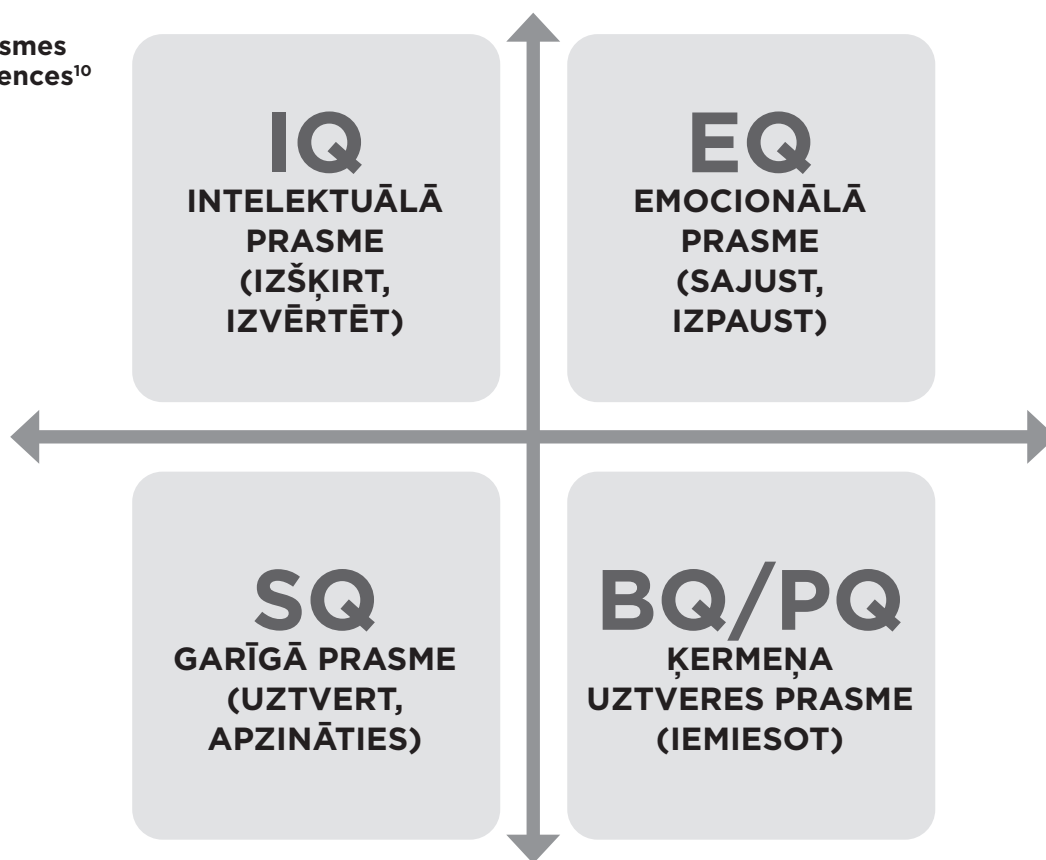 smes
ences¹⁰
IQ
INTELEKTUĀLĀ
PRASME
(IZŠĶIRT,
IZVĒRTĒT)
EQ
EMOCIONĀLĀ
PRASME
(SAJUST,
IZPAUST)
SQ
GARĪGĀ PRASME
(UZTVERT,
APZINĀTIES)
BQ/PQ
ĶERMEŅA
UZTVERES PRASME
(IEMIESOT)